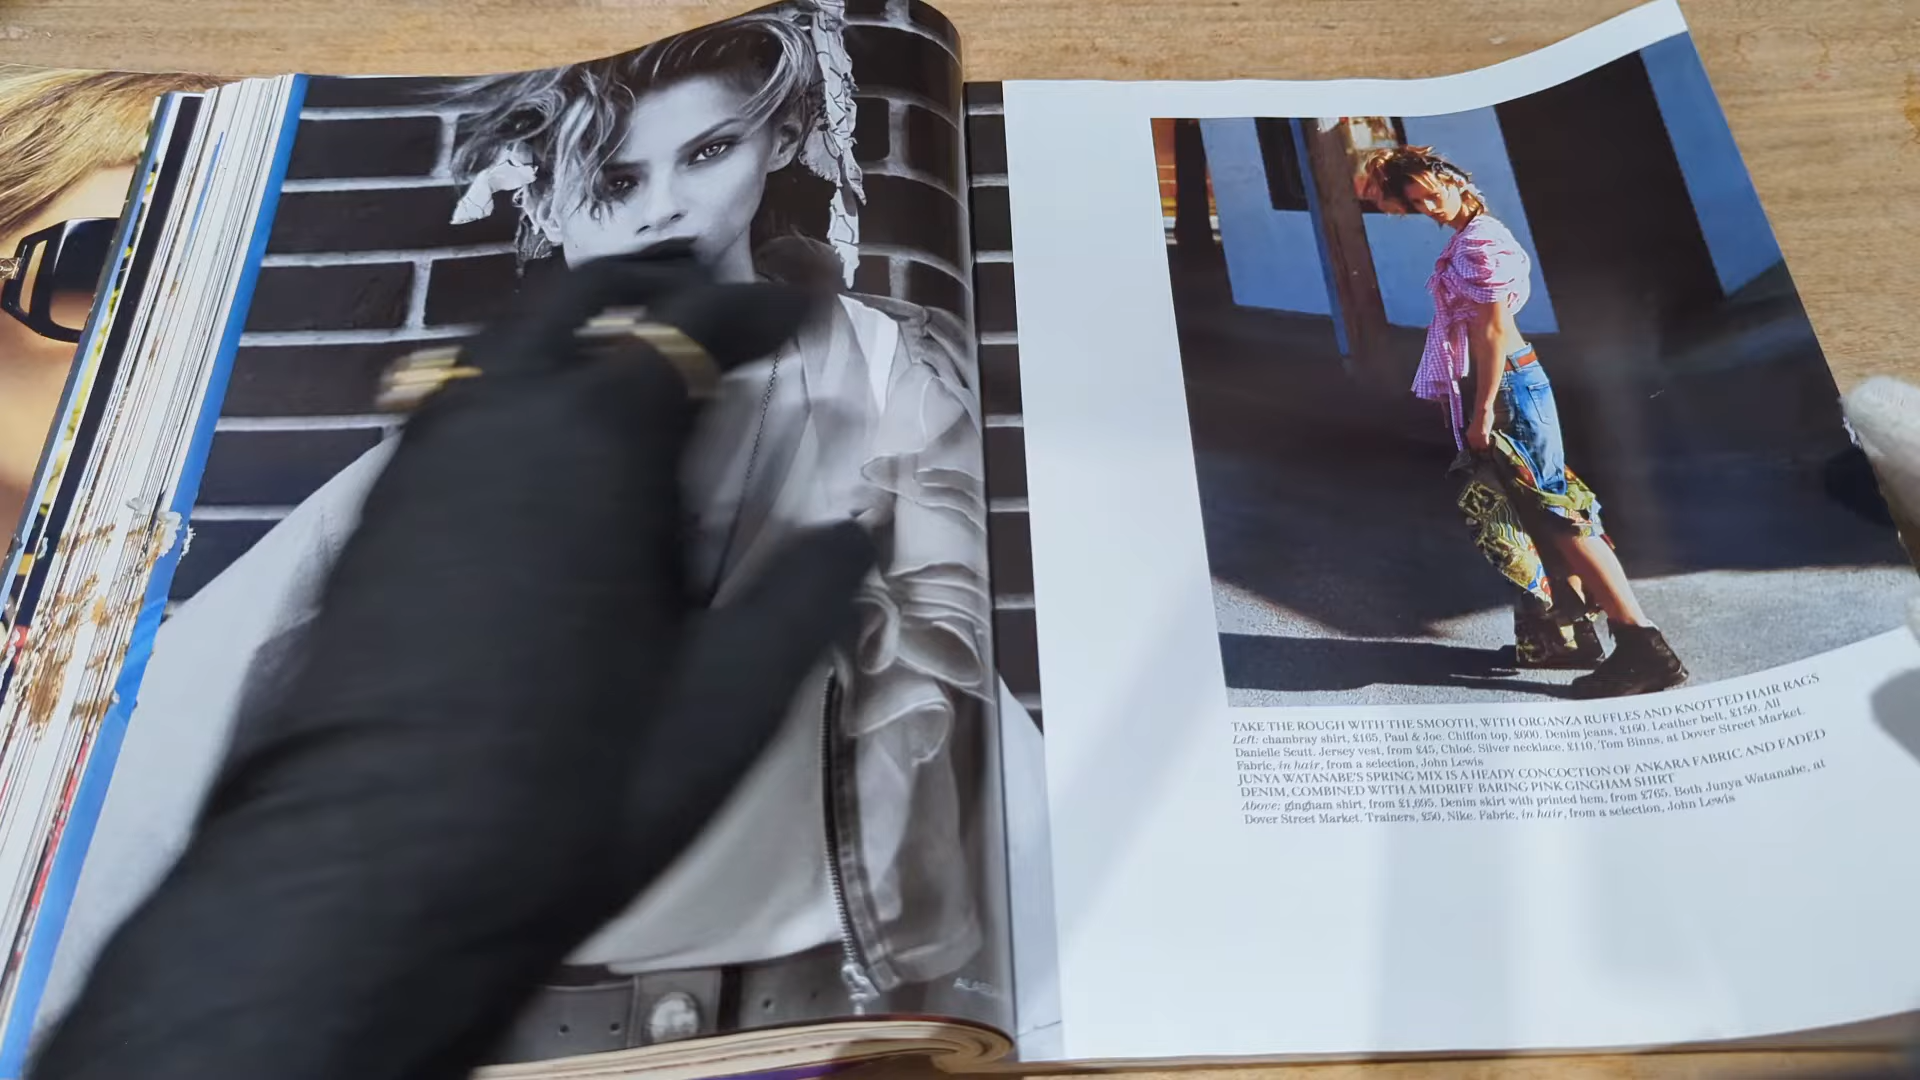 TAKE THE ROUGH WITH THE SMOOTH, WITH ORGANZA RUFFLES AND KNOTTED HAIR RAGS
Left: chambray shirt, £165, Paul & Joe. Chiffon top, £600. Denim jeans, £160. Leather belt, £150. All
Danielle Scutt. Jersey vest, from £45, Chloé. Silver necklace, £110, Tom Binns, at Dover Street Market.
Fabric, in hair, from a selection, John Lewis
JUNYA WATANABE'S SPRING MIX IS A HEADY CONCOCTION OF ANKARA FABRIC AND FADED
DENIM, COMBINED WITH A MIDRIFF BARING PINK GINGHAM SHIRT
Above: gingham shirt, from £1,695. Denim skirt with printed hem, from £765. Both Junya Watanabe, at
Dover Street Market. Trainers, £50, Nike. Fabric, in hair, from a selection, John Lewis